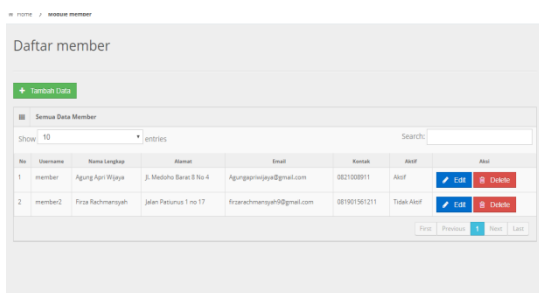 Home > Module member
Daftar member
+ Tambah Data
Semua Data Member
Show 10 entries Search:
No Username Nama Lengkap Alamat Email Kontak Aktif Aksi
1 member Agung Apri Wijaya Jl. Medoho Barat 8 No 4 Agungapriwijaya@gmail.com 0821008911 Aktif Edit Delete
2 member2 Firza Rachmansyah Jalan Patiunus 1 no 17 firzarachmansyah9@gmail.com 081901561211 Tidak Aktif Edit Delete
First Previous 1 Next Last